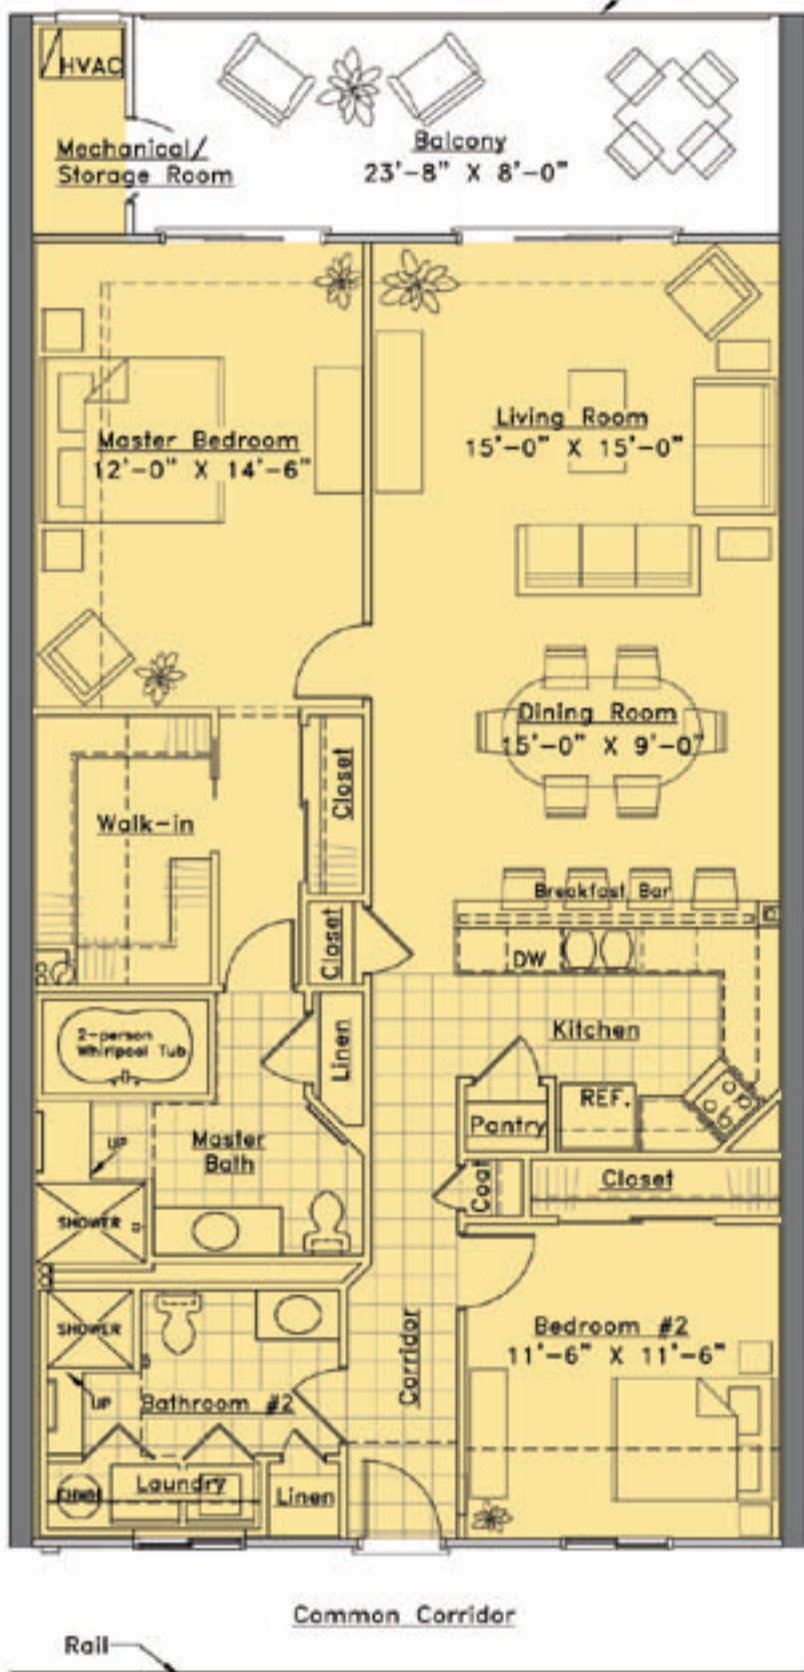 HVAC
Mechanical/
Storage Room
Balcony
23'-8" X 8'-0"
Master Bedroom
12'-0" X 14'-6"
Living Room
15'-0" X 15'-0"
Dining Room
15'-0" X 9'-0"
Walk-in
Closet
Closet
Breakfast Bar
DW
Kitchen
2-person
Whirlpool Tub
Linen
REF.
Pantry
UP
Master
Bath
Coat
Closet
SHOWER
SHOWER
Corridor
Bedroom #2
11'-6" X 11'-6"
UP
Bathroom #2
Laundry
Linen
Common Corridor
Rail